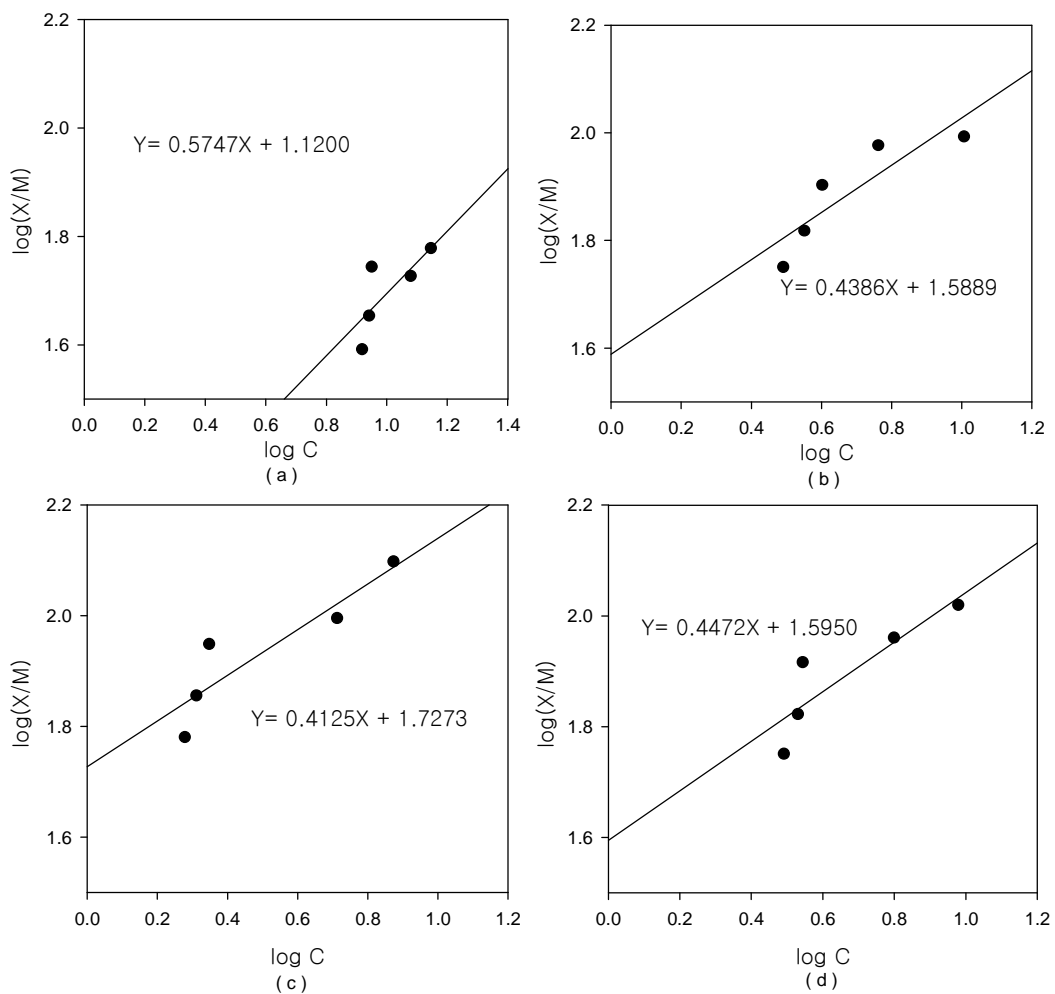 2.2
2.0
1.8
1.6
log(X/M)
Y= 0.5747X + 1.1200
0.0 0.2 0.4 0.6 0.8 1.0 1.2 1.4
log C
( a )
2.2
2.0
1.8
1.6
log(X/M)
Y= 0.4386X + 1.5889
0.0 0.2 0.4 0.6 0.8 1.0 1.2
log C
( b )
2.2
2.0
1.8
1.6
log(X/M)
Y= 0.4125X + 1.7273
0.0 0.2 0.4 0.6 0.8 1.0 1.2
log C
( c )
2.2
2.0
1.8
1.6
log(X/M)
Y= 0.4472X + 1.5950
0.0 0.2 0.4 0.6 0.8 1.0 1.2
log C
( d )